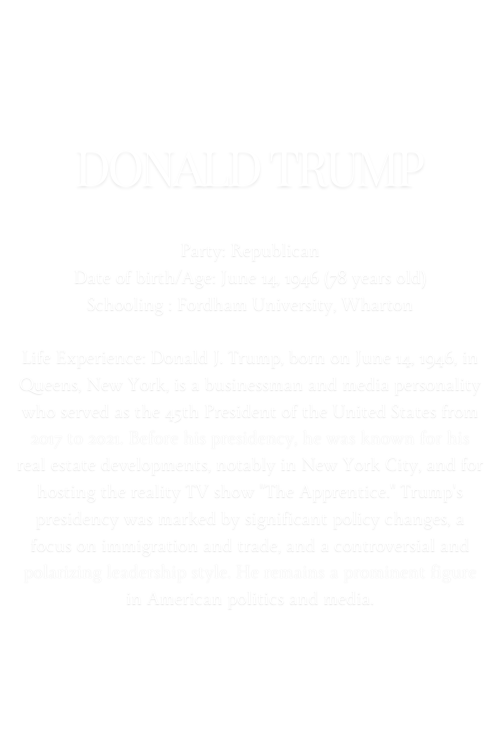 DONALD TRUMP
Party: Republican
Date of birth/Age: June 14, 1946 (78 years old)
Schooling : Fordham University, Wharton
Life Experience: Donald J. Trump, born on June 14, 1946, in
Queens, New York, is a businessman and media personality
who served as the 45th President of the United States from
2017 to 2021. Before his presidency, he was known for his
real estate developments, notably in New York City, and for
hosting the reality TV show "The Apprentice." Trump's
presidency was marked by significant policy changes, a
focus on immigration and trade, and a controversial and
polarizing leadership style. He remains a prominent figure
in American politics and media.